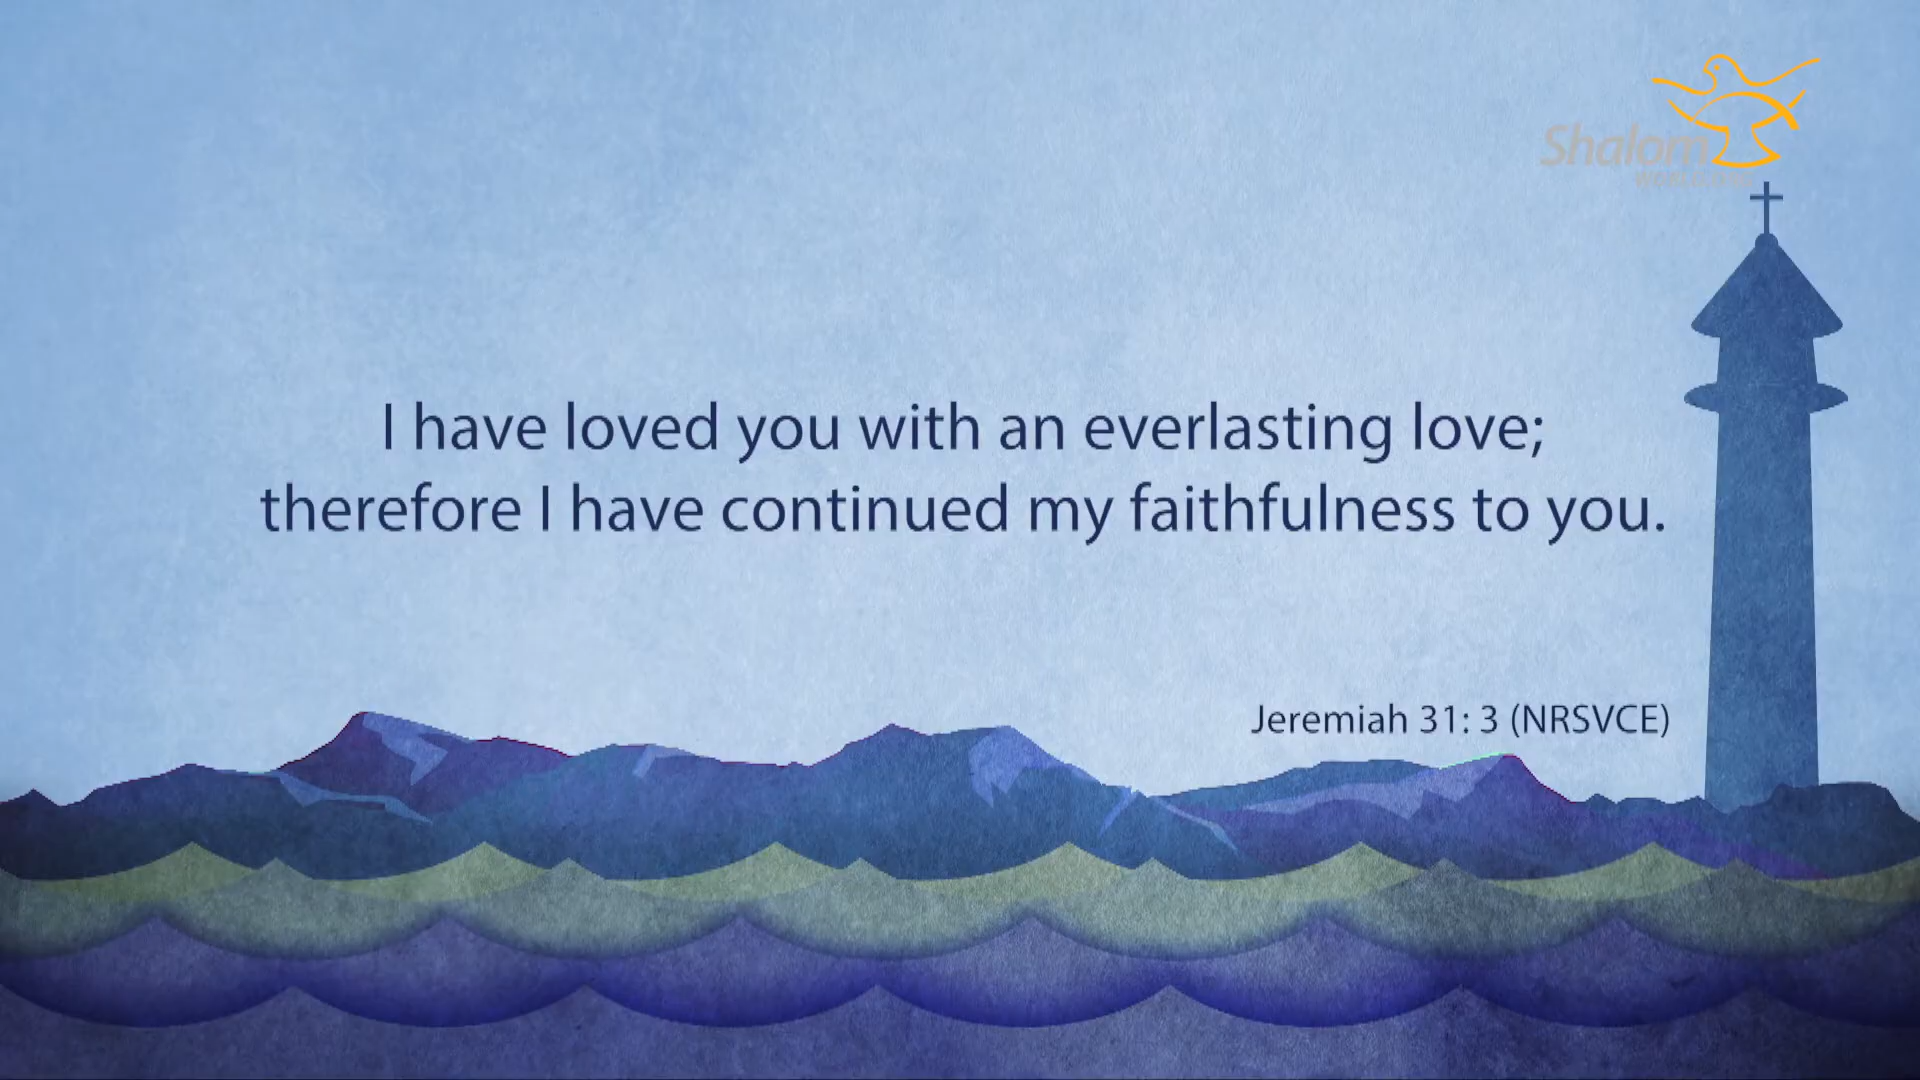 Shalom
I have loved you with an everlasting love;
therefore I have continued my faithfulness to you.
Jeremiah 31: 3 (NRSVCE)